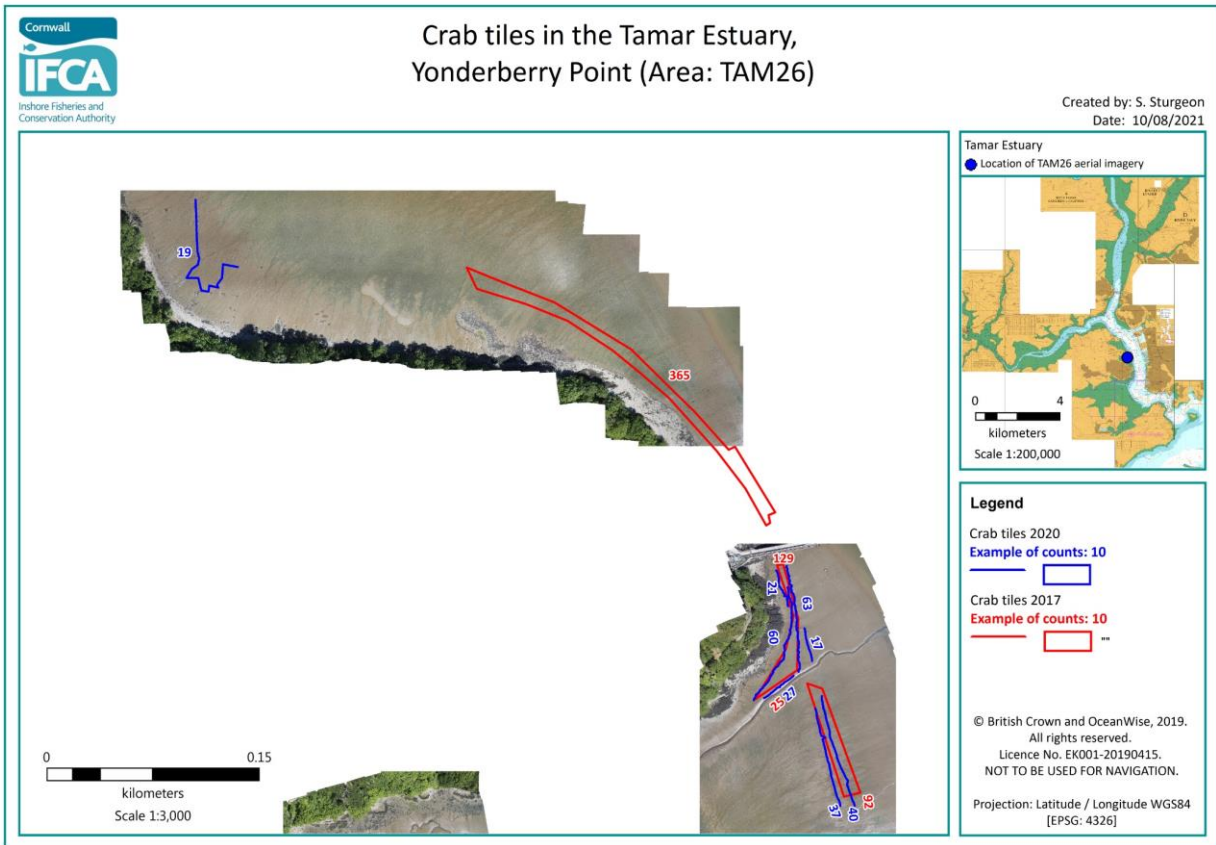 Cornwall
IFCA
Inshore Fisheries and
Conservation Authority
Crab tiles in the Tamar Estuary,
Yonderberry Point (Area: TAM26)
Created by: S. Sturgeon
Date: 10/08/2021
19
365
129
21
63
60
17
25
27
37
40
92
0 0.15
kilometers
Scale 1:3,000
Tamar Estuary
Location of TAM26 aerial imagery
0 4
kilometers
Scale 1:200,000
Legend
Crab tiles 2020
Example of counts: 10
Crab tiles 2017
Example of counts: 10
""
© British Crown and OceanWise, 2019.
All rights reserved.
Licence No. EK001-20190415.
NOT TO BE USED FOR NAVIGATION.
Projection: Latitude / Longitude WGS84
[EPSG: 4326]